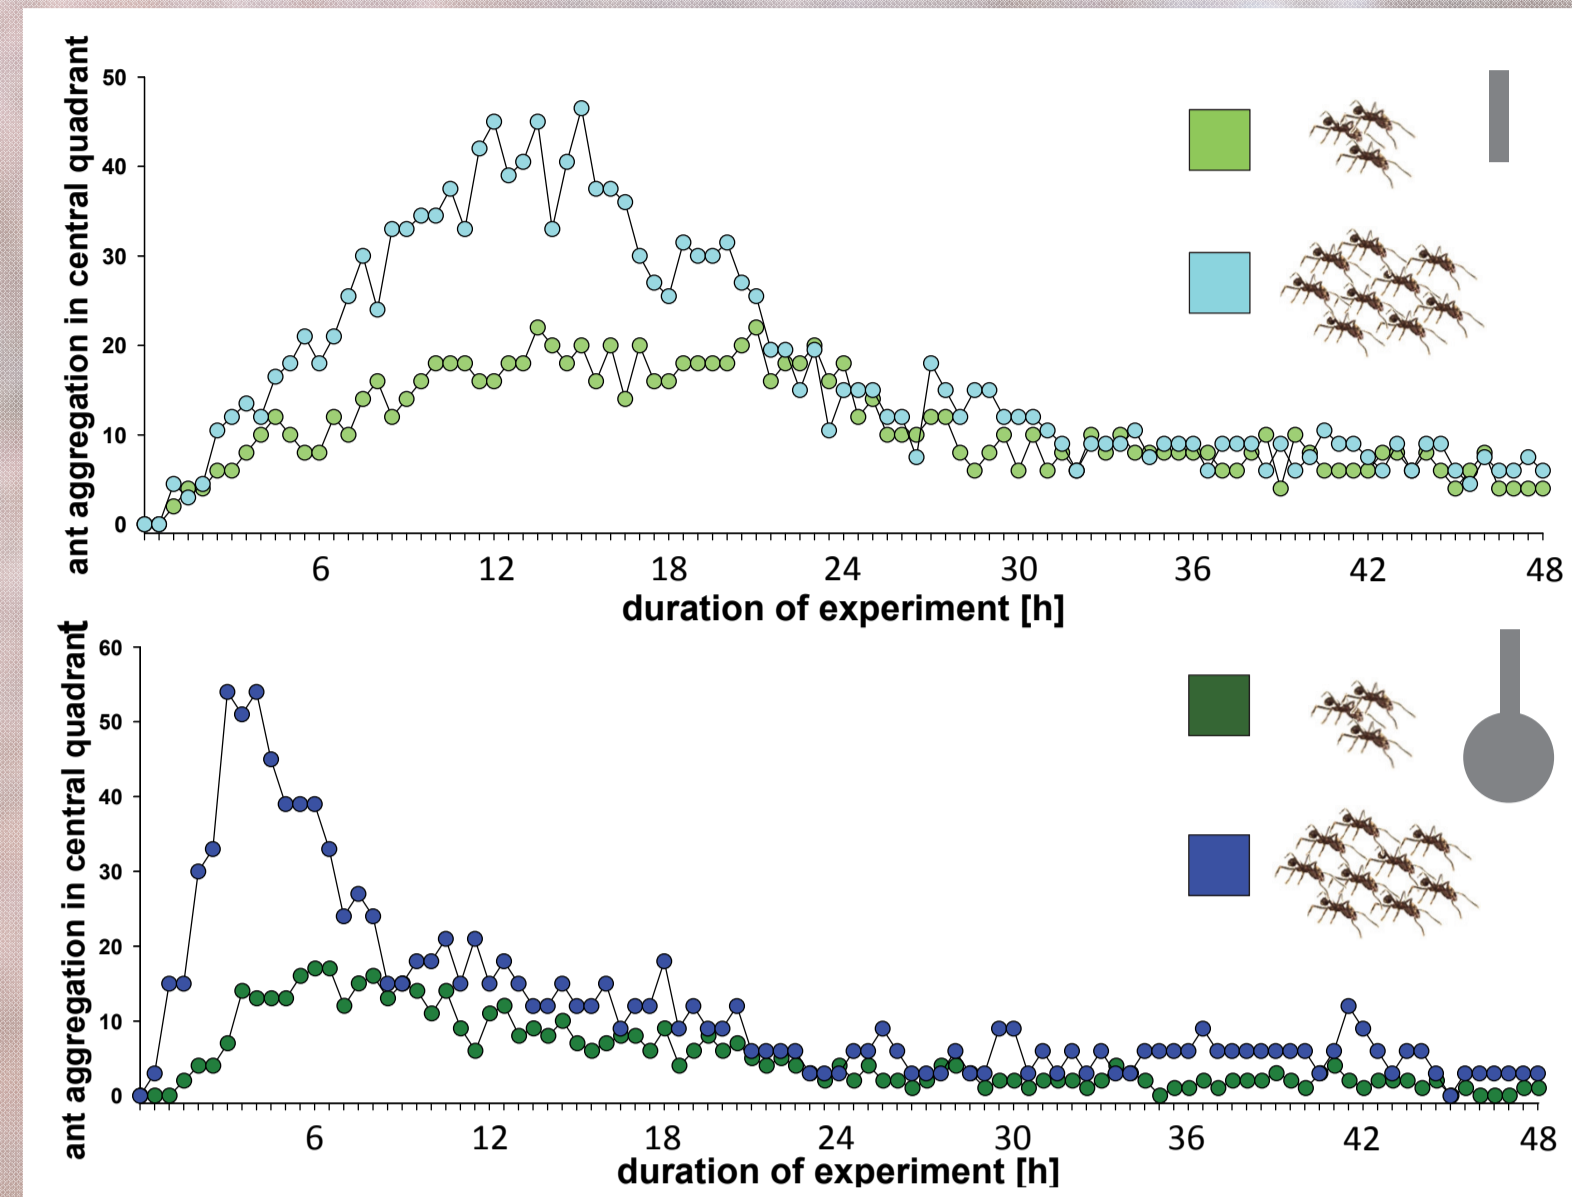 ant aggregation in central quadrant
50
40
30
20
10
0
6 12 18 24 30 36 42 48
duration of experiment [h]
ant aggregation in central quadrant
60
50
40
30
20
10
0
6 12 18 24 30 36 42 48
duration of experiment [h]